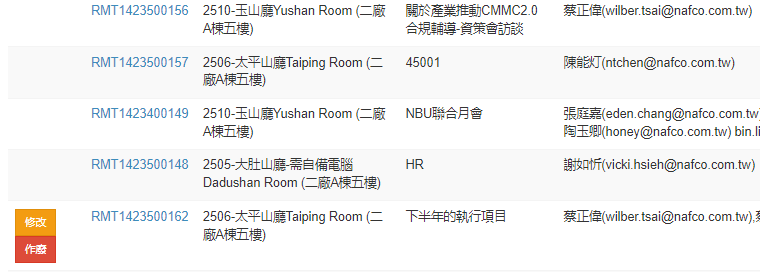 RMT1423500156 2510-玉山廳Yushan Room (二廠 關於產業推動CMMC2.0 蔡正偉(wilber.tsai@nafco.com.tw)
A棟五樓) 合規輔導-資策會訪談
RMT1423500157 2506-太平山廳Taiping Room (二 45001 陳能灯(ntchen@nafco.com.tw)
廠A棟五樓)
RMT1423400149 2510-玉山廳Yushan Room (二廠 NBU聯合月會 張庭嘉(eden.chang@nafco.com.tw)
A棟五樓) 陶玉卿(honey@nafco.com.tw) bin.li
RMT1423500148 2505-大肚山廳-需自備電腦 HR 謝如忻(vicki.hsieh@nafco.com.tw)
Dadushan Room (二廠A棟五樓)
修改 RMT1423500162 2506-太平山廳Taiping Room (二 下半年的執行項目 蔡正偉(wilber.tsai@nafco.com.tw),
作廢 廠A棟五樓)